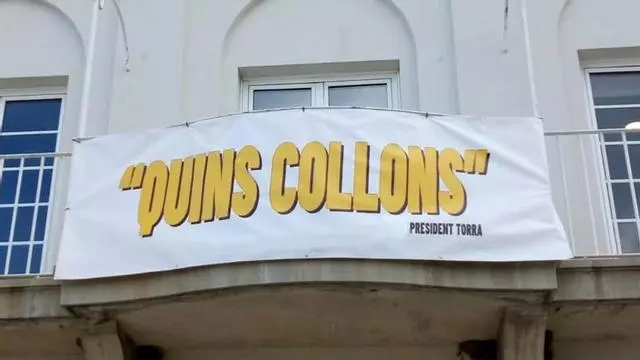 “QUINS COLLONS”
PRESIDENT TORRA